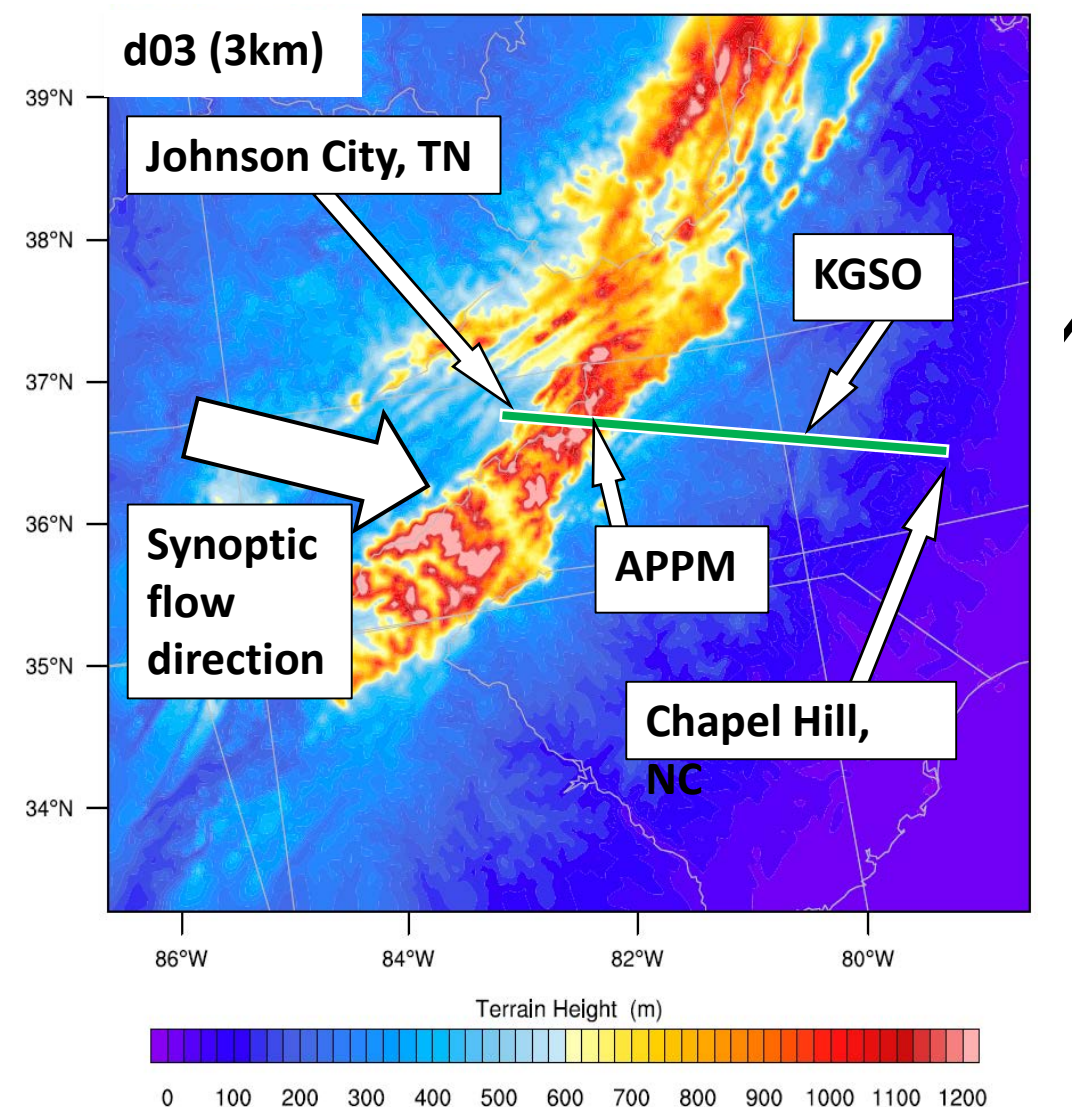 d03 (3km)
39°N
Johnson City, TN
38°N
KGSO
37°N
36°N
Synoptic
flow
direction
APPM
35°N
Chapel Hill,
NC
34°N
86°W 84°W 82°W 80°W
Terrain Height (m)
0 100 200 300 400 500 600 700 800 900 1000 1100 1200